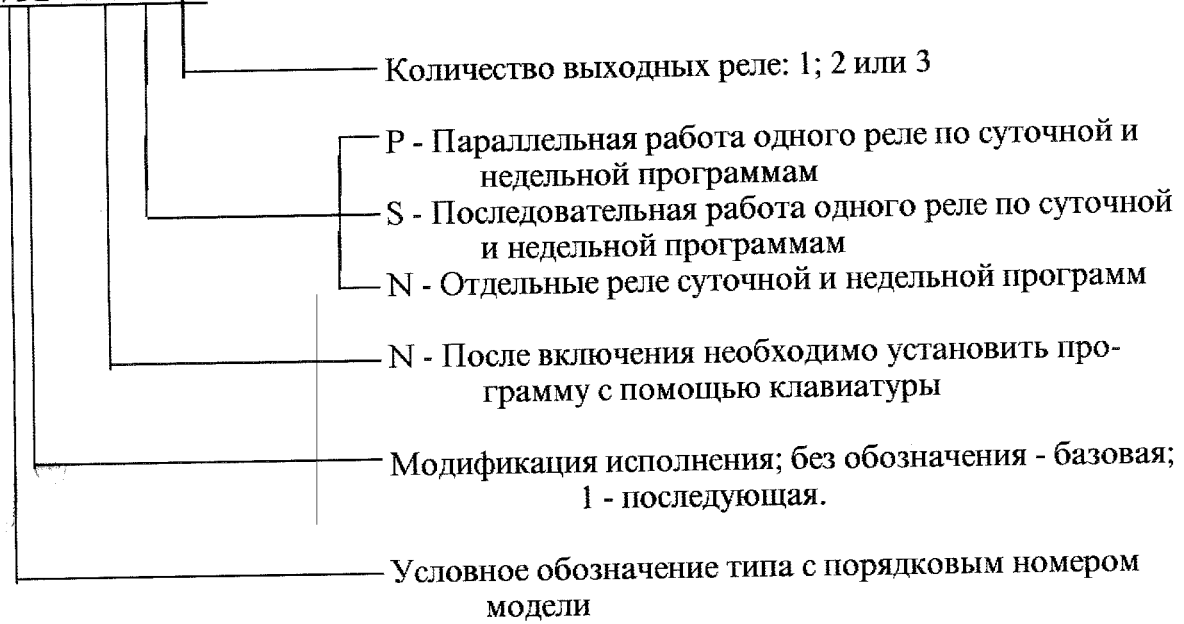 Количество выходных реле: 1; 2 или 3
P - Параллельная работа одного реле по суточной и
недельной программам
S - Последовательная работа одного реле по суточной
и недельной программам
N - Отдельные реле суточной и недельной программ
N - После включения необходимо установить про-
грамму с помощью клавиатуры
Модификация исполнения; без обозначения - базовая;
1 - последующая.
Условное обозначение типа с порядковым номером
модели